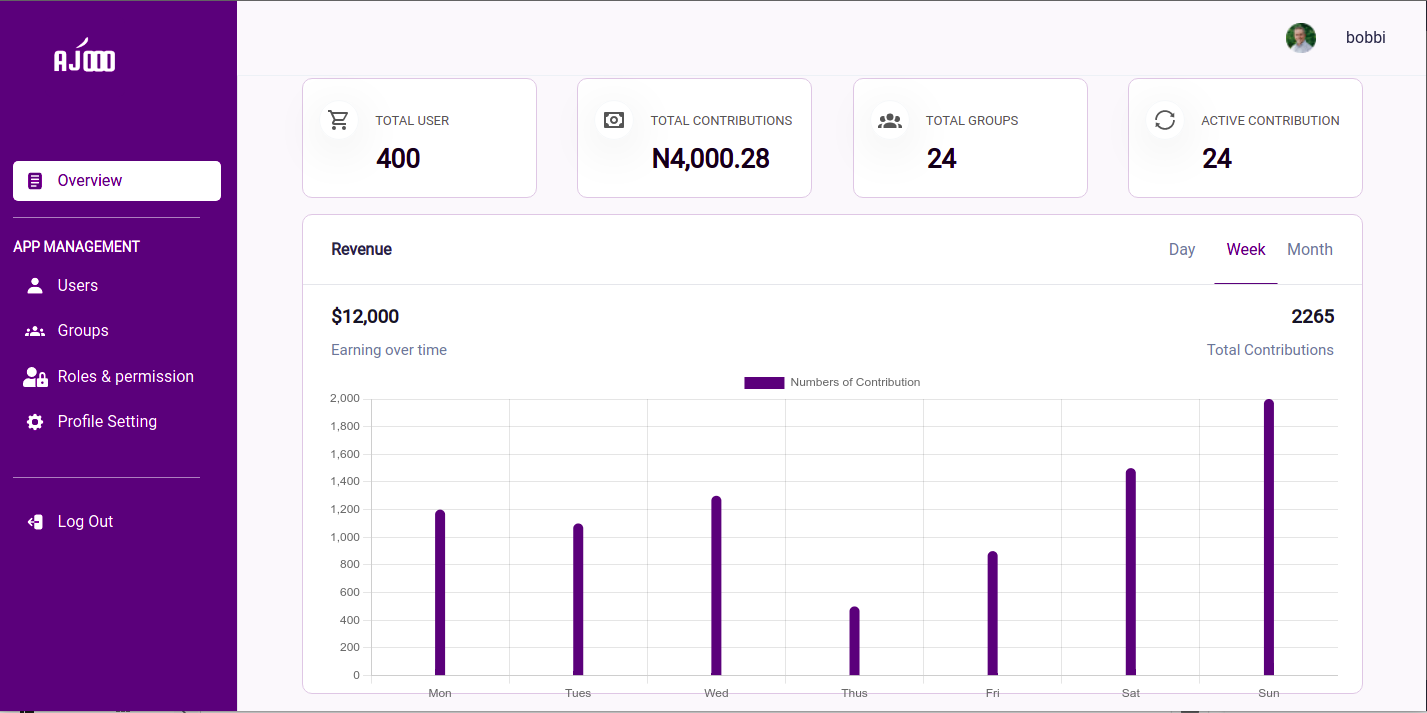 AJOOO
bobbi
TOTAL USER
400
TOTAL CONTRIBUTIONS
N4,000.28
TOTAL GROUPS
24
ACTIVE CONTRIBUTION
24
Overview
APP MANAGEMENT
Users
Groups
Roles & permission
Profile Setting
Log Out
Revenue
Day Week Month
$12,000
2265
Earning over time
Total Contributions
Numbers of Contribution
2,000
1,800
1,600
1,400
1,200
1,000
800
600
400
200
0
Mon Tues Wed Thus Fri Sat Sun